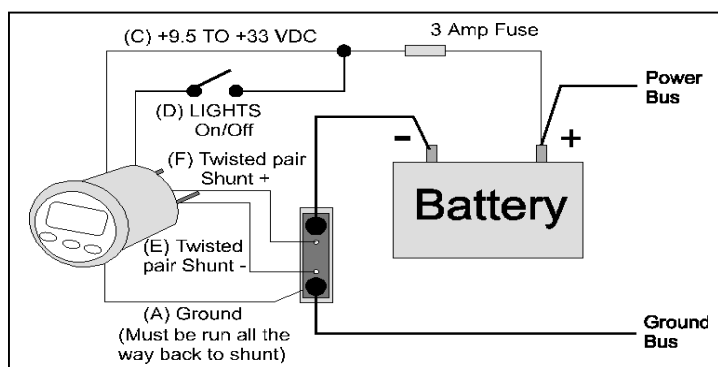 (C) +9.5 TO +33 VDC
3 Amp Fuse
Power
Bus
(D) LIGHTS
On/Off
- +
(F) Twisted pair
Shunt +
Battery
(E) Twisted
pair Shunt -
(A) Ground
(Must be run all the
way back to shunt)
Ground
Bus